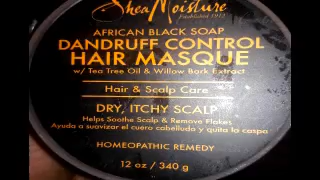 SheaMoisture
Established 1912
AFRICAN BLACK SOAP
DANDRUFF CONTROL
HAIR MASQUE
w/ Tea Tree Oil & Willow Bark Extract
Hair & Scalp Care
DRY, ITCHY SCALP
Helps Soothe Scalp & Remove Flakes
Ayuda a suavizar el cuero cabelludo y quita la caspa
HOMEOPATHIC REMEDY
12 oz / 340 g